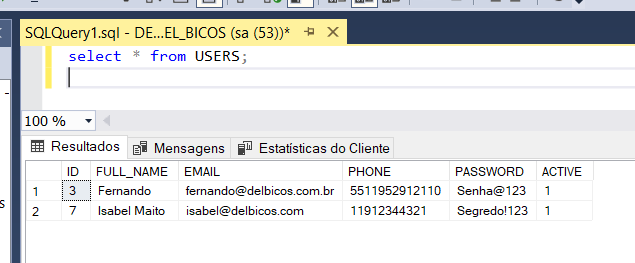 SQLQuery1.sql - DE...EL_BICOS (sa (53))*
select * from USERS;
100 %
Resultados Mensagens Estatísticas do Cliente
ID FULL_NAME EMAIL PHONE PASSWORD ACTIVE
1 3 Fernando fernando@delbicos.com.br 5511952912110 Senha@123 1
2 7 Isabel Maito isabel@delbicos.com 11912344321 Segredo!123 1